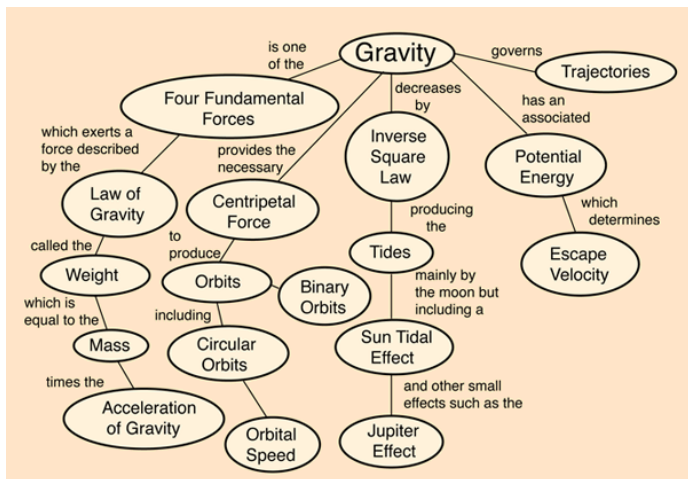 Gravity
is one
of the
governs
Trajectories
Four Fundamental
Forces
decreases
by
has an
associated
which exerts a
force described
by the
provides the
necessary
Inverse
Square
Law
Potential
Energy
Law of
Gravity
Centripetal
Force
producing
the
which
determines
called the
to
produce
Tides
Escape
Velocity
Weight
Orbits
Binary
Orbits
mainly by
the moon but
including a
which is
equal to the
including
Mass
Circular
Orbits
Sun Tidal
Effect
times the
and other small
effects such as the
Acceleration
of Gravity
Orbital
Speed
Jupiter
Effect